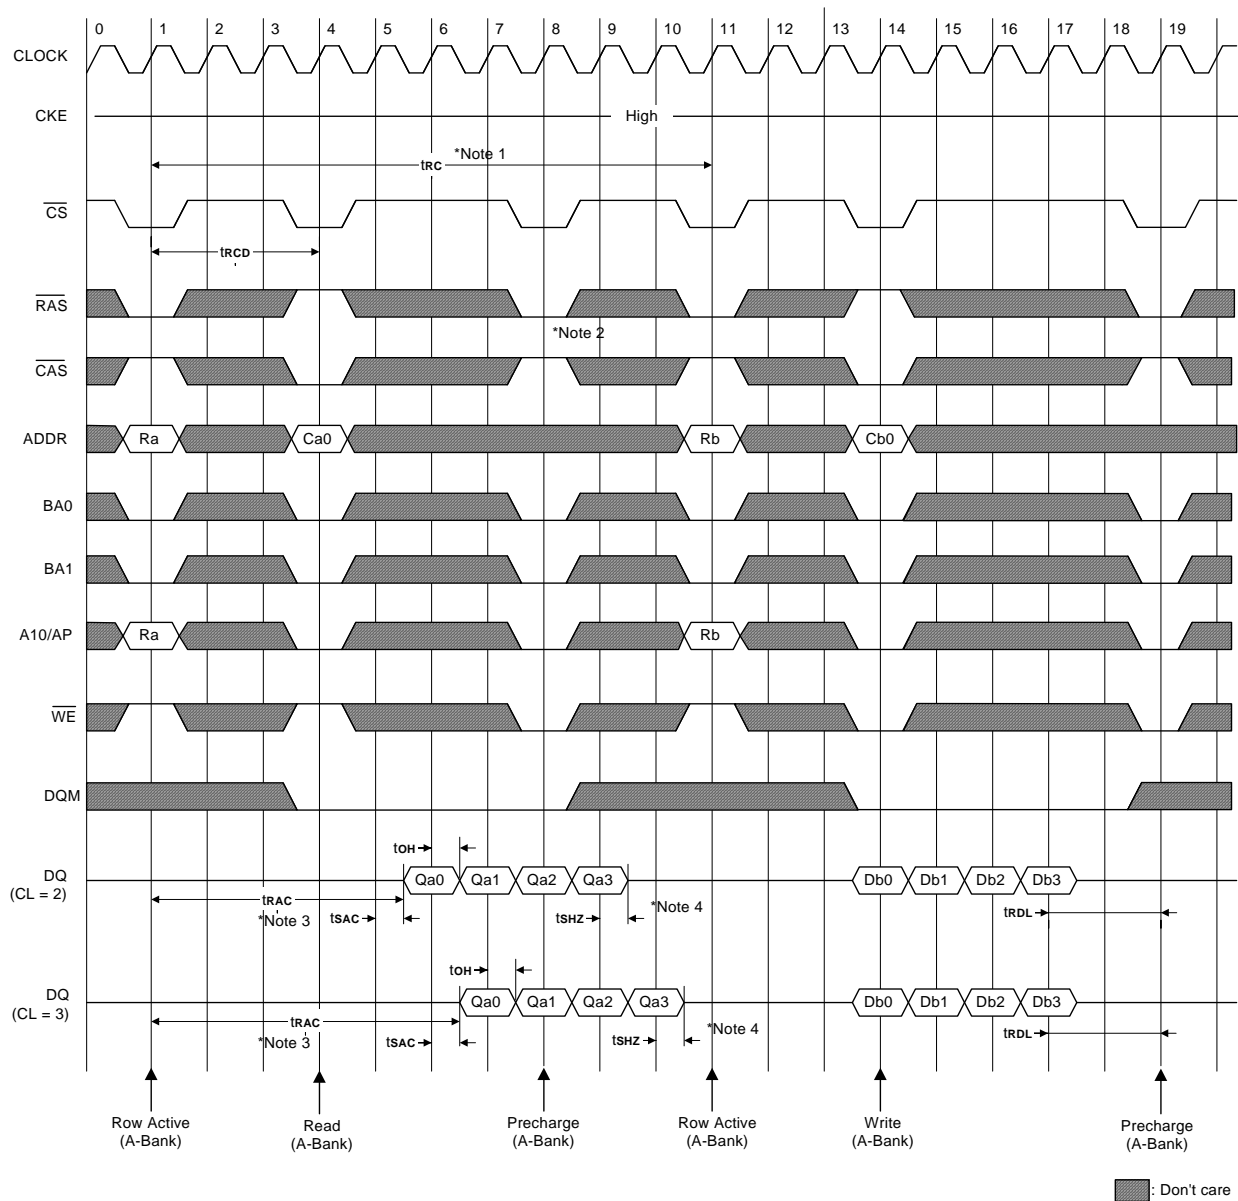 0 1 2 3 4 5 6 7 8 9 10 11 12 13 14 15 16 17 18 19
CLOCK
CKE High
*Note 1
tRC
CS
tRCD
RAS
*Note 2
CAS
ADDR Ra Ca0 Rb Cb0
BA0
BA1
A10/AP Ra Rb
WE
DQM
tOH
DQ
(CL = 2)
Qa0 Qa1 Qa2 Qa3 Db0 Db1 Db2 Db3
tRAC
*Note 3 tSAC tSHZ *Note 4 tRDL
tOH
DQ
(CL = 3)
Qa0 Qa1 Qa2 Qa3 Db0 Db1 Db2 Db3
tRAC
*Note 3 tSAC tSHZ *Note 4 tRDL
Row Active
(A-Bank)
Read
(A-Bank)
Precharge
(A-Bank)
Row Active
(A-Bank)
Write
(A-Bank)
Precharge
(A-Bank)
: Don't care